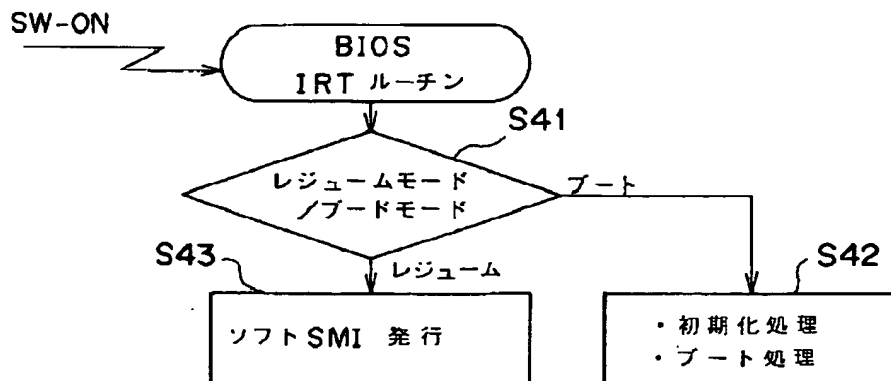 SW-ON
BIOS
IRT ルーチン
S41
レジュームモード
/ブードモード
ブート
S43
レジューム
S42
ソフトSMI 発行
・初期化処理
・ブート処理